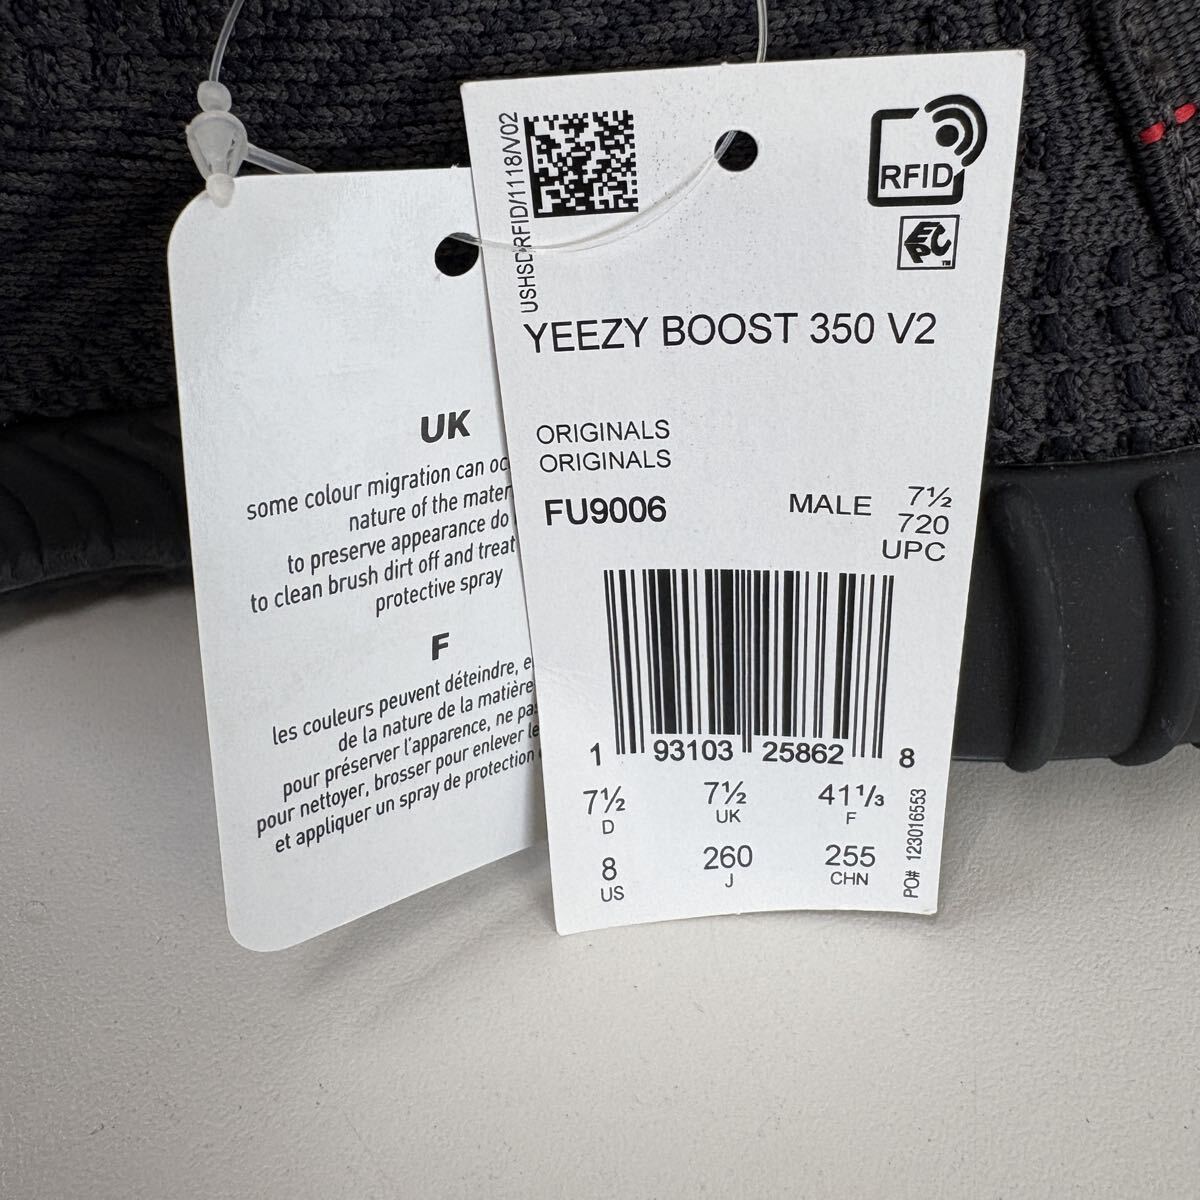 UK
some colour migration can
nature of the
to preserve appearance do
to clean brush dirt off and treat
protective spray
F
les couleurs peuvent déteindre,
de la nature de la matière
pour préserver l'apparence, ne
pour nettoyer, brosser pour enlever
et appliquer un spray de protection
USHSDRFID/1118/V02
RFID
EPC
TM
YEEZY BOOST 350 V2
ORIGINALS
ORIGINALS
FU9006
MALE 7½
720
UPC
1 93103 25862 8
7½ 7½ 41⅓
D UK F
8 260 255
US J CHN
PO# 123016553